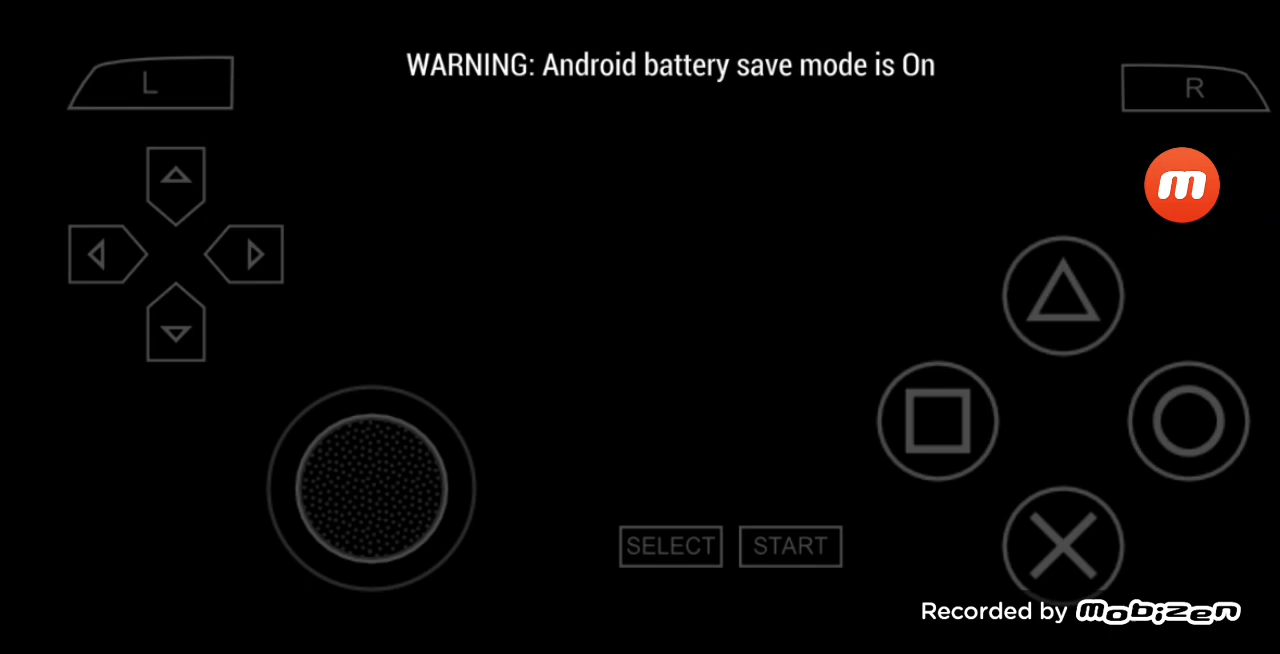 WARNING: Android battery save mode is On
L
R
m
SELECT
START
Recorded by mobizen